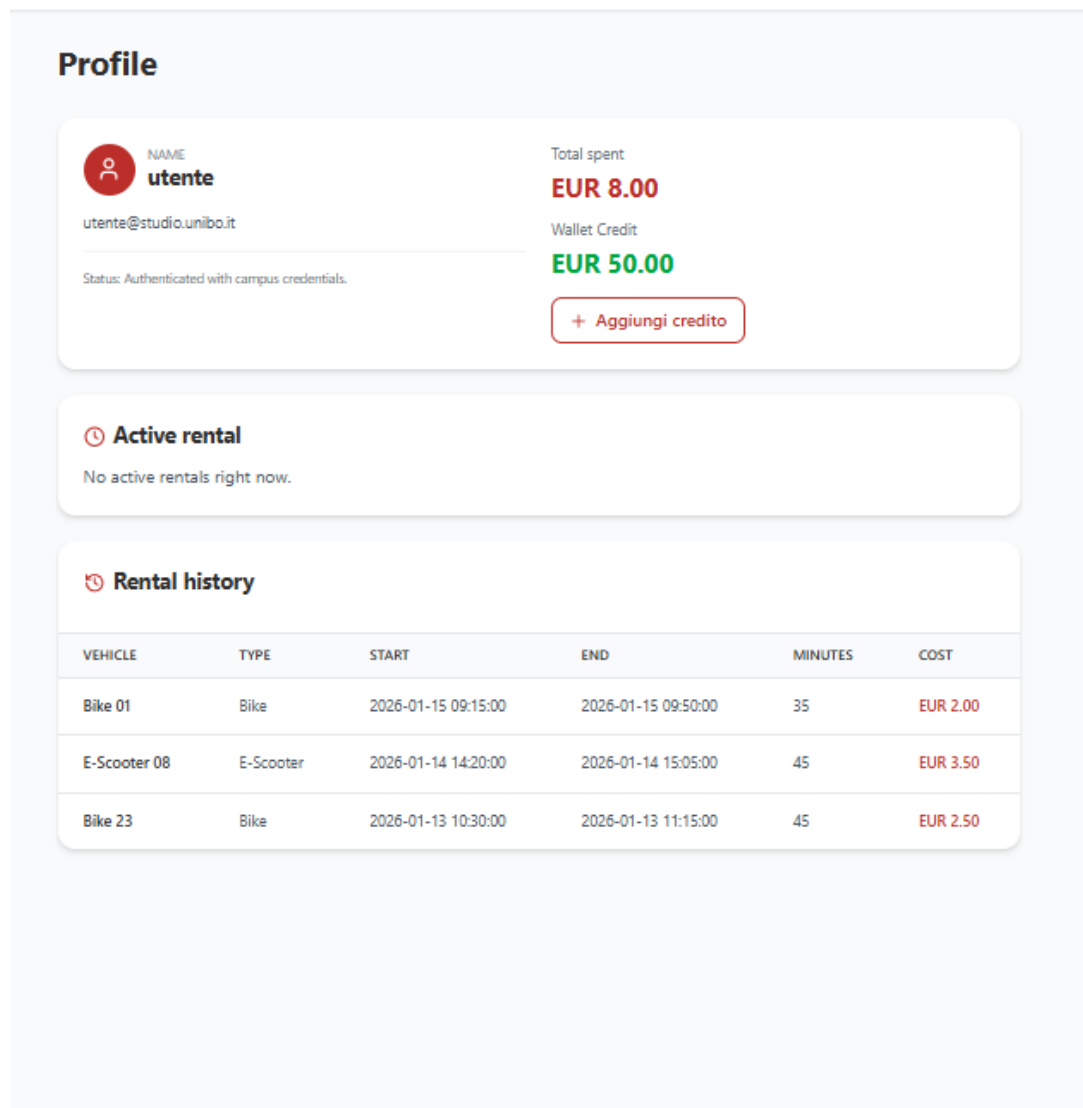 Profile
NAME
utente
utente@studio.unibo.it
Status: Authenticated with campus credentials.
Total spent
EUR 8.00
Wallet Credit
EUR 50.00
+ Aggiungi credito
Active rental
No active rentals right now.
Rental history
VEHICLE TYPE START END MINUTES COST
Bike 01 Bike 2026-01-15 09:15:00 2026-01-15 09:50:00 35 EUR 2.00
E-Scooter 08 E-Scooter 2026-01-14 14:20:00 2026-01-14 15:05:00 45 EUR 3.50
Bike 23 Bike 2026-01-13 10:30:00 2026-01-13 11:15:00 45 EUR 2.50